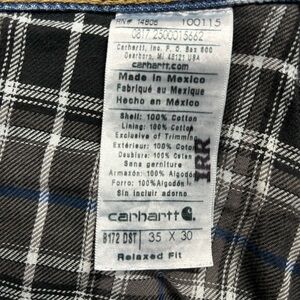 RN# 14806 100115
0817 2300015662
Carhartt, Inc. P. O. Box 600
Dearborn, MI 48121 USA
carhartt.com
Made in Mexico
Fabriqué au Mexique
Hecho en México
Shell: 100% Cotton
Lining: 100% Cotton
Exclusive of Trimming
Extérieur: 100% Coton
Doublure: 100% Coton
Sans garniture
Armazón: 100% Algodón
Forro: 100% Algodón
Sin incluir adorno
IRR
carhartt
B172 DST 35 X 30
Relaxed Fit